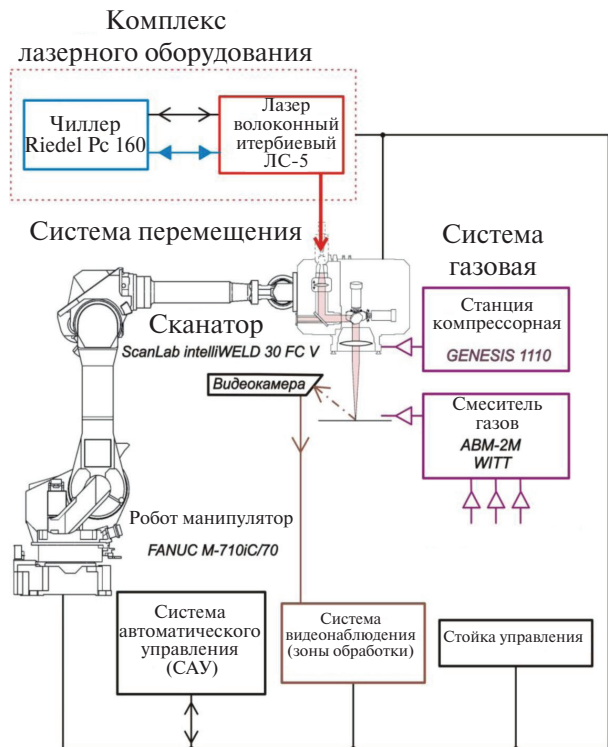 Комплекс
лазерного оборудования
Чиллер
Riedel Pc 160
Лазер
волоконный
итербиевый
ЛС-5
Система перемещения
Система
газовая
Сканатор
ScanLab intelliWELD 30 FC V
Станция
компрессорная
GENESIS 1110
Видеокамера
Смеситель
газов
ABM-2M
WITT
Робот манипулятор
FANUC M-710iC/70
Система
автоматического
управления
(САУ)
Система
видеонаблюдения
(зоны обработки)
Стойка управления